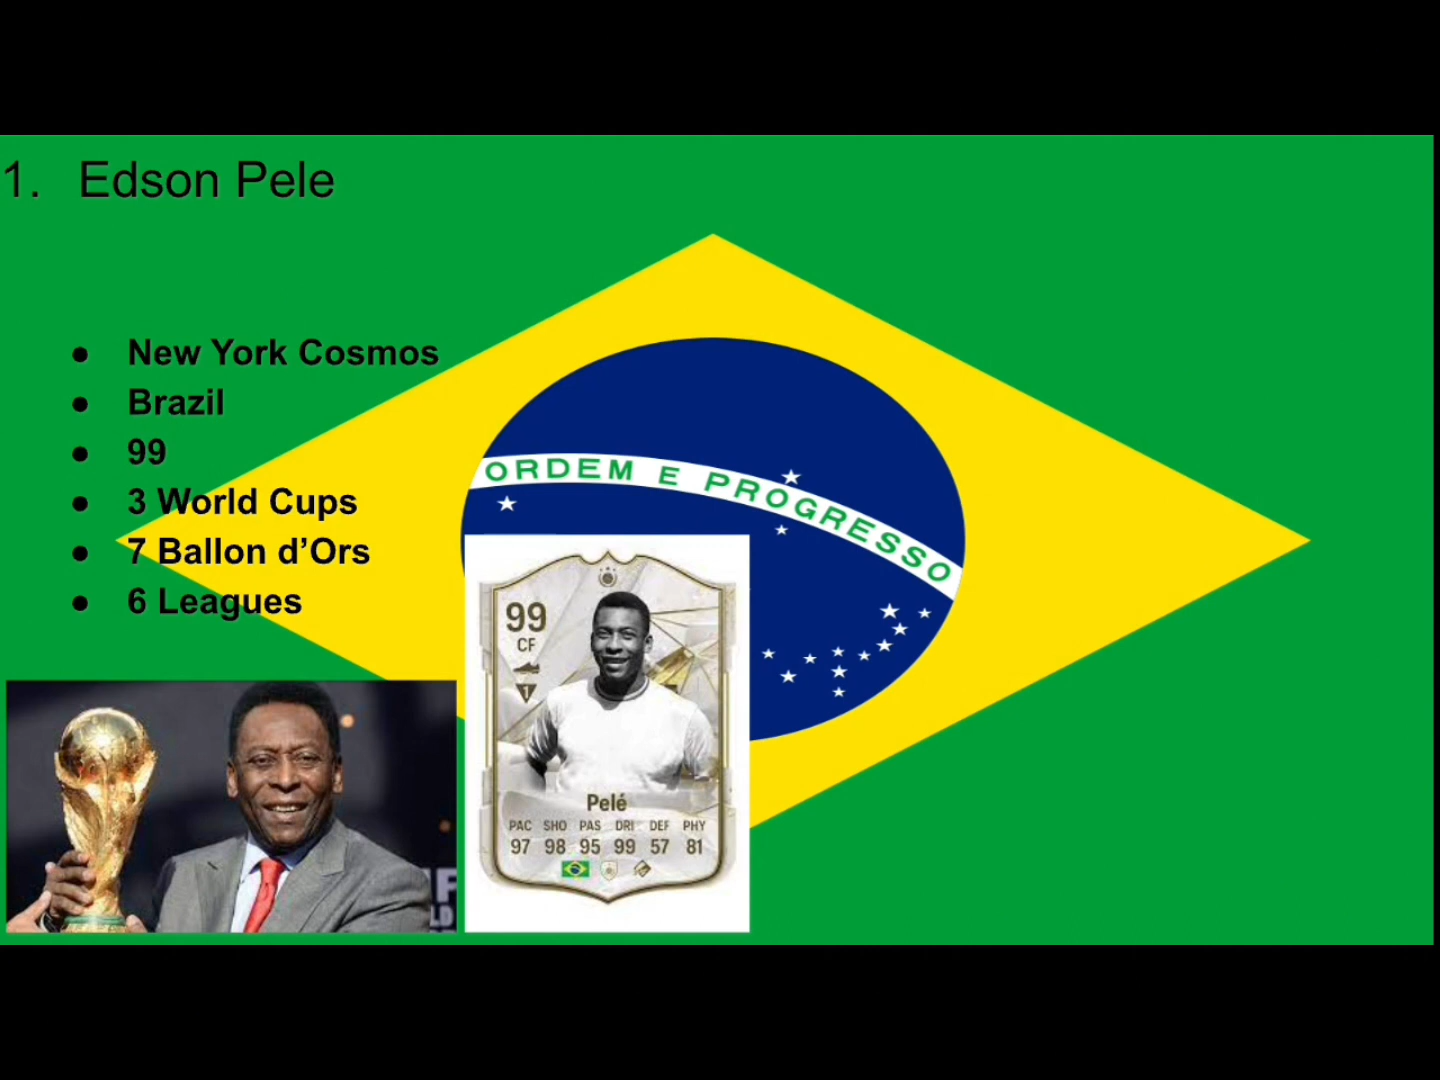 1. Edson Pele
● New York Cosmos
● Brazil
● 99
● 3 World Cups
● 7 Ballon d’Ors
● 6 Leagues
ORDEM E PROGRESSO
99
CF
1
Pelé
PAC SHO PAS DRI DEF PHY
97 98 95 99 57 81